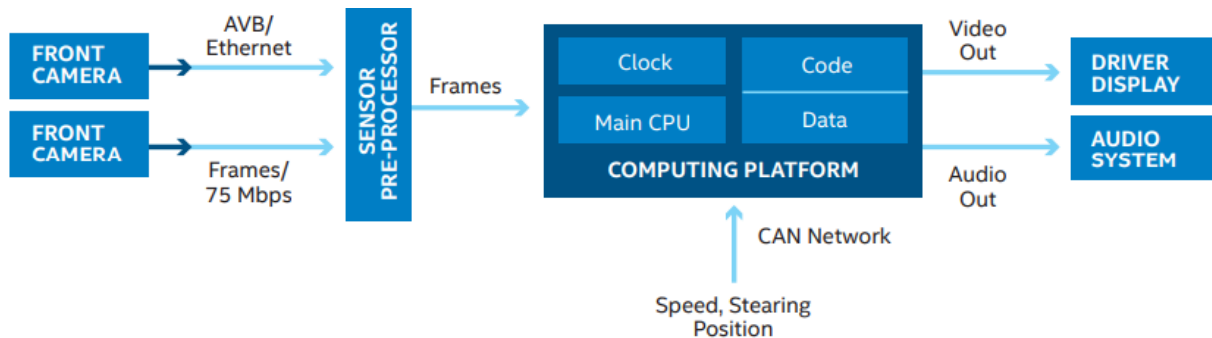 FRONT
CAMERA
AVB/
Ethernet
FRONT
CAMERA
Frames/
75 Mbps
SENSOR
PRE-PROCESSOR
Frames
Clock
Code
Main CPU
Data
COMPUTING PLATFORM
Video
Out
DRIVER
DISPLAY
Audio
Out
AUDIO
SYSTEM
CAN Network
Speed, Stearing
Position